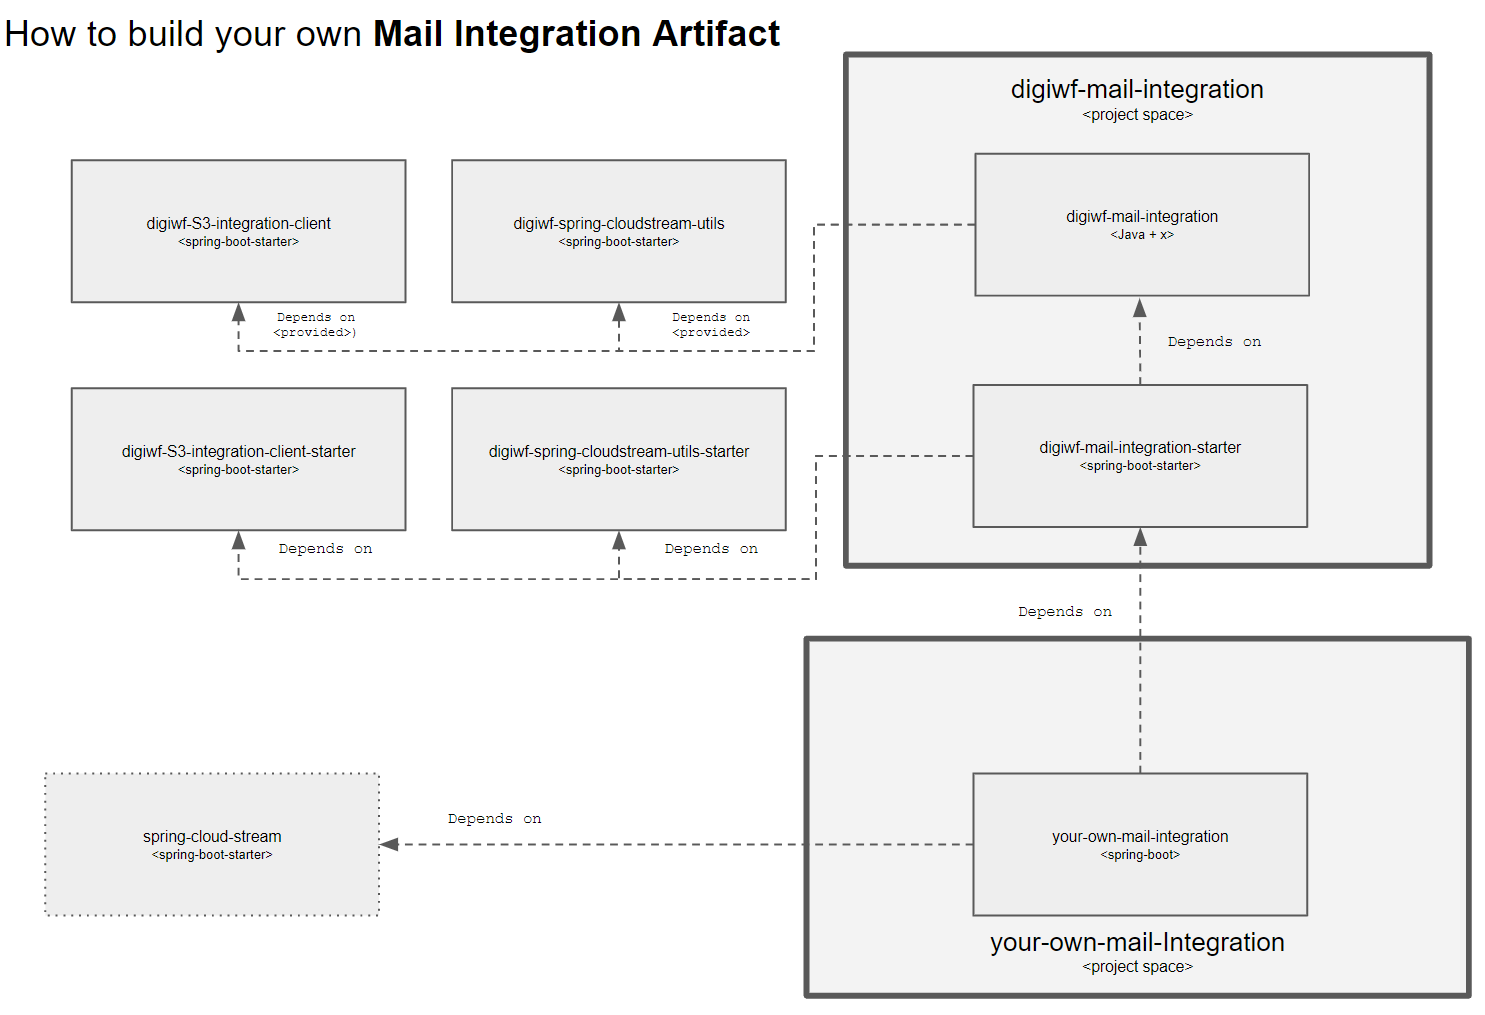 How to build your own Mail Integration Artifact
digiwf-mail-integration
<project space>
digiwf-S3-integration-client
<spring-boot-starter>
digiwf-spring-cloudstream-utils
<spring-boot-starter>
digiwf-mail-integration
<Java + x>
Depends on
<provided>)
Depends on
<provided>
Depends on
digiwf-S3-integration-client-starter
<spring-boot-starter>
digiwf-spring-cloudstream-utils-starter
<spring-boot-starter>
digiwf-mail-integration-starter
<spring-boot-starter>
Depends on
Depends on
Depends on
spring-cloud-stream
<spring-boot-starter>
Depends on
your-own-mail-integration
<spring-boot>
your-own-mail-Integration
<project space>